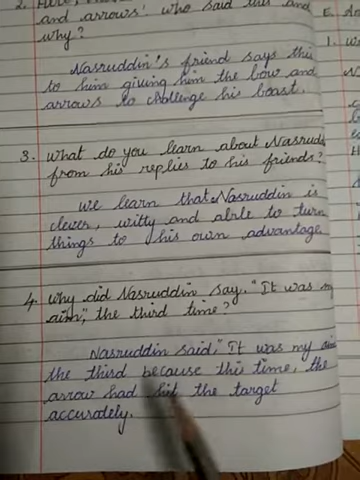 and arrows'. who said this and
why?
Nasruddin's friend says this
to him giving him the bow and
arrows to challenge his boast.
3. what do you learn about Nasruddi
from his replies to his friends?
we learn that Nasruddin is
clever, witty and able to turn
things to his own advantage.
4. why did Nasruddin say, "It was my
aim", the third time?
Nasruddin said, "It was my aim
the third because this time, the
arrow had hit the target
accurately.